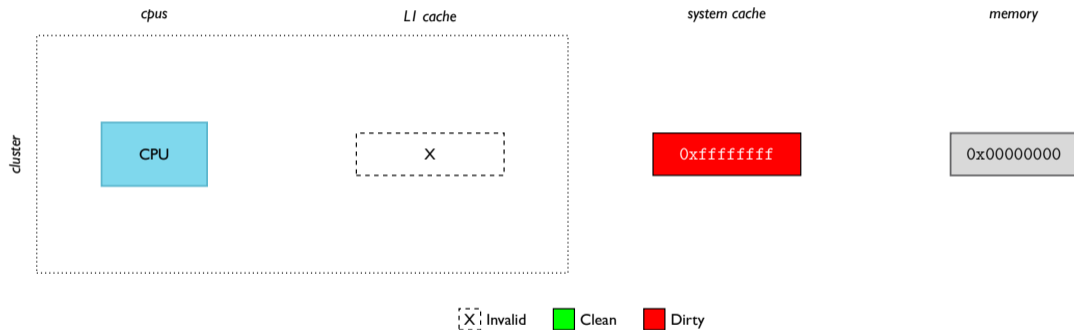 cpus
L1 cache
system cache
memory
cluster
CPU
X
0xffffffff
0x00000000
X Invalid
Clean
Dirty